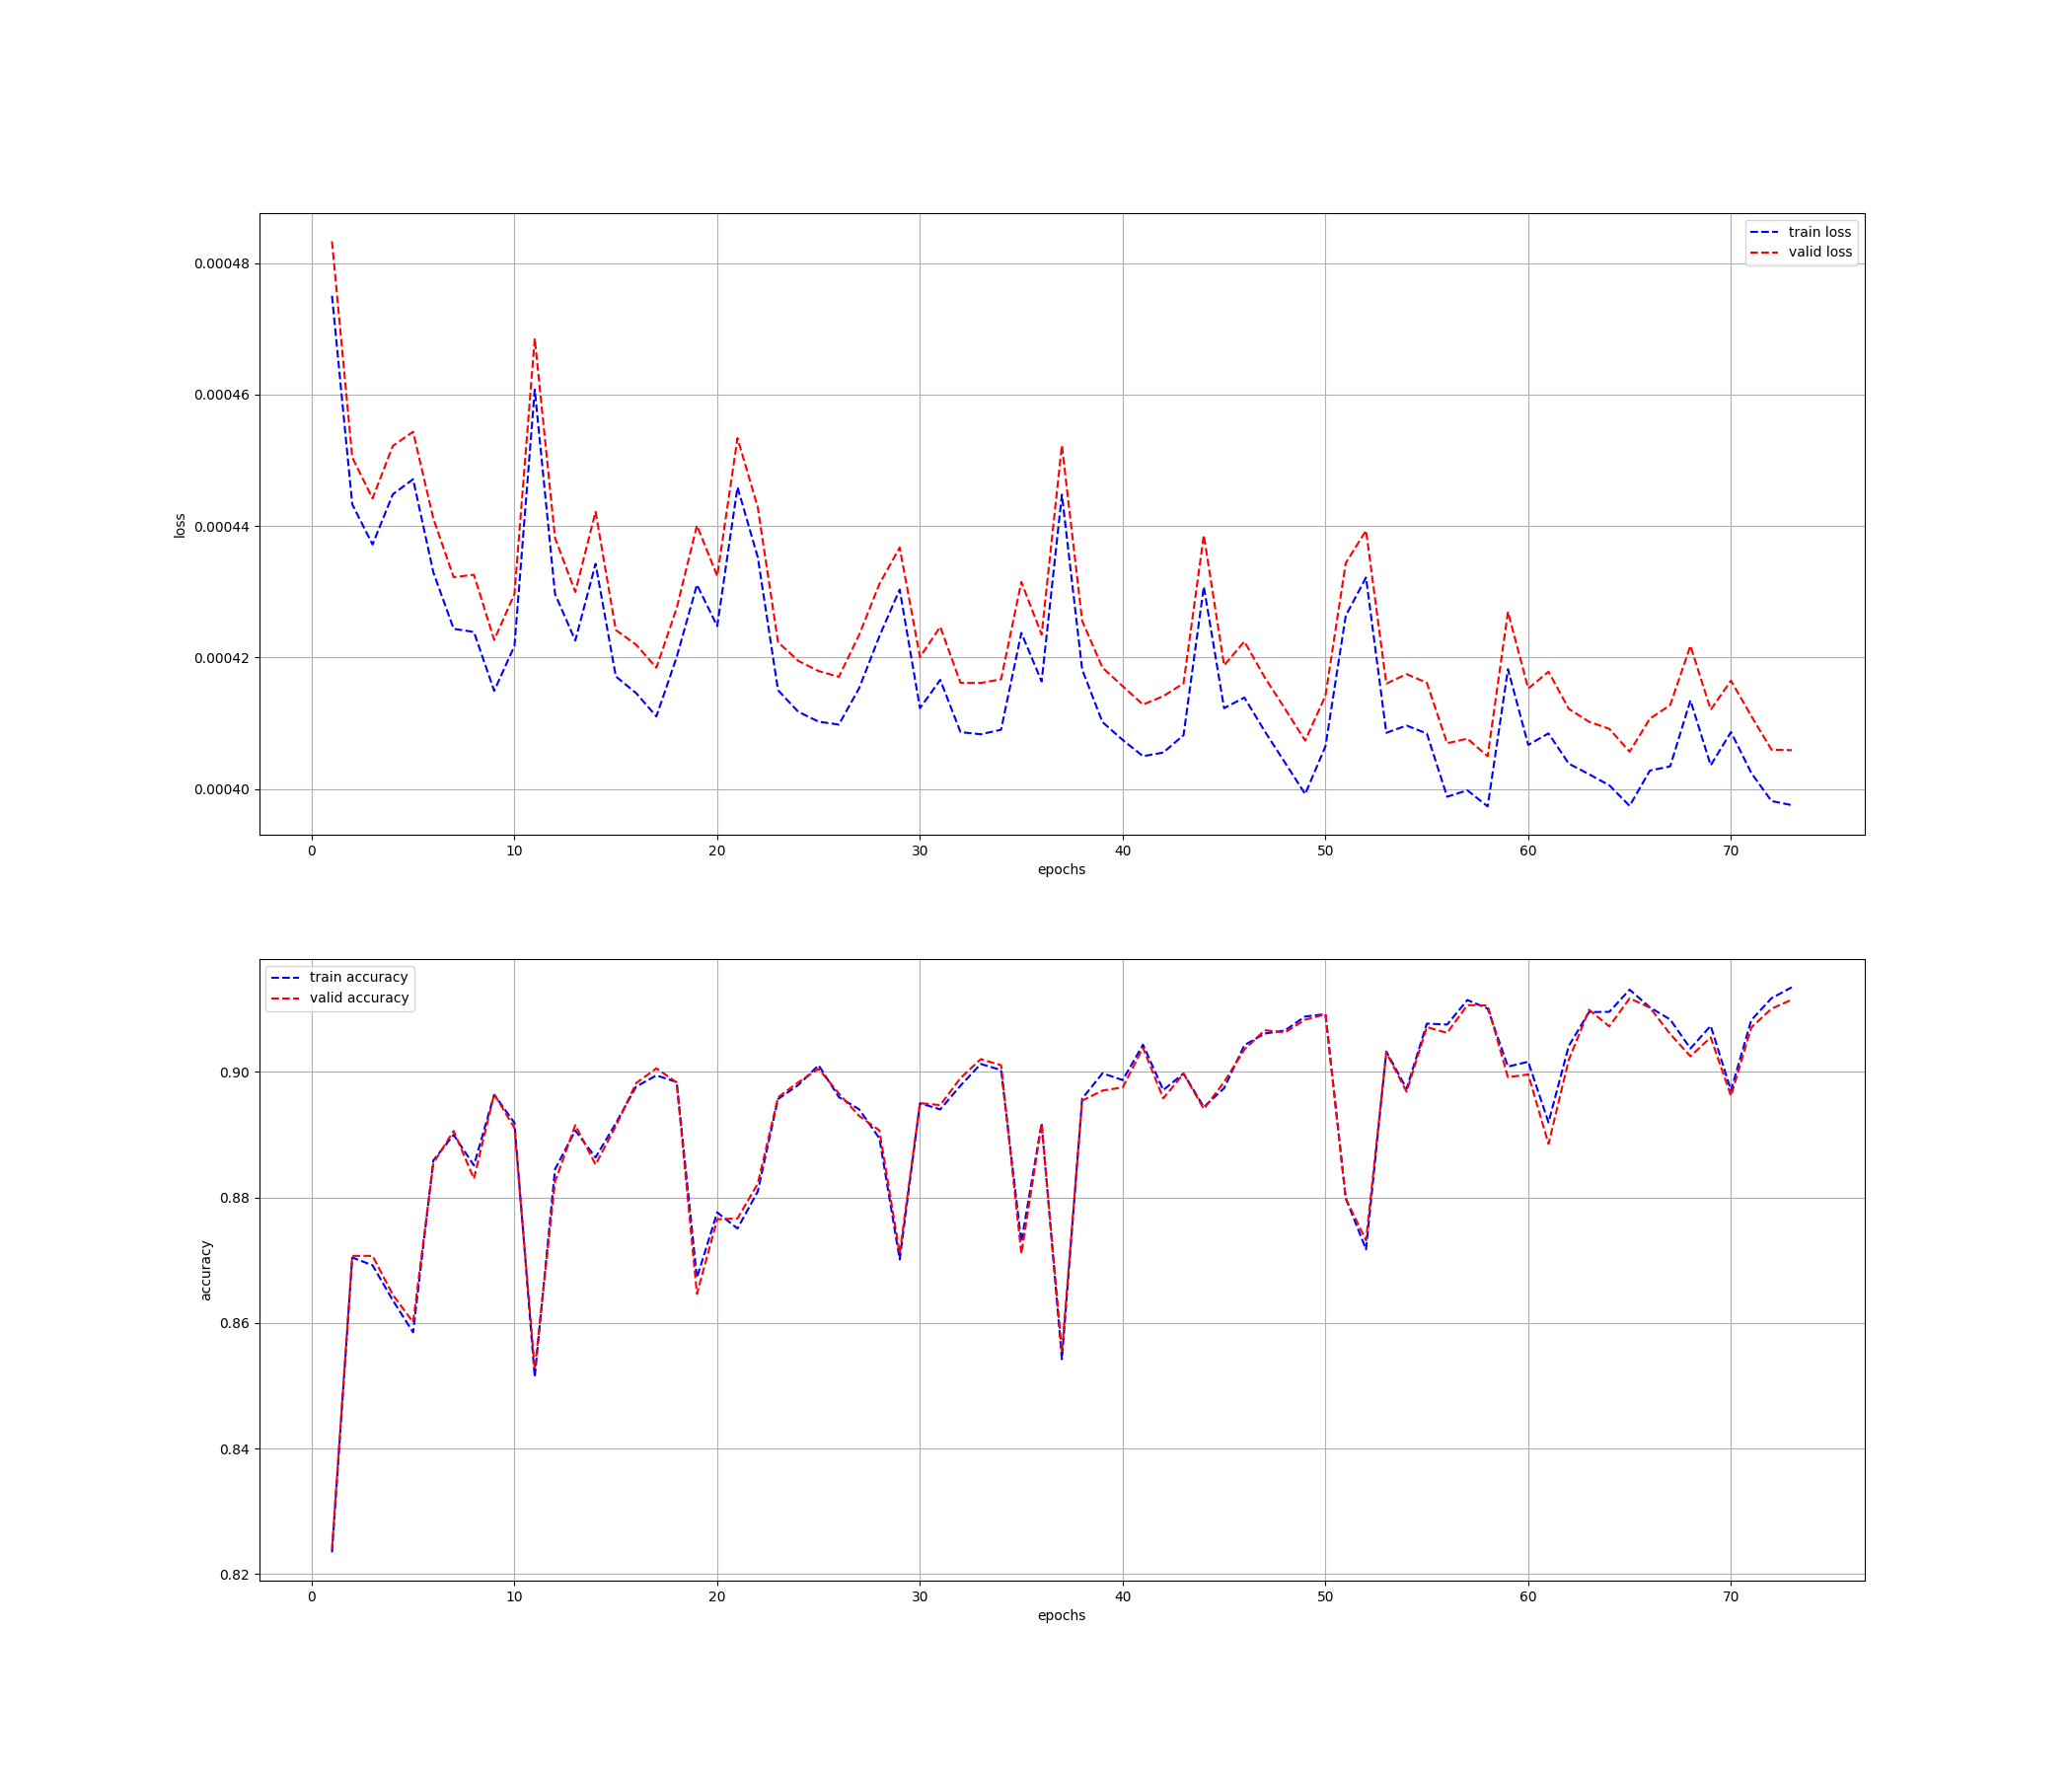 train loss
valid loss
0.00048
0.00046
0.00044
0.00042
0.00040
loss
0 10 20 30 40 50 60 70
epochs
train accuracy
valid accuracy
0.90
0.88
0.86
0.84
0.82
accuracy
0 10 20 30 40 50 60 70
epochs